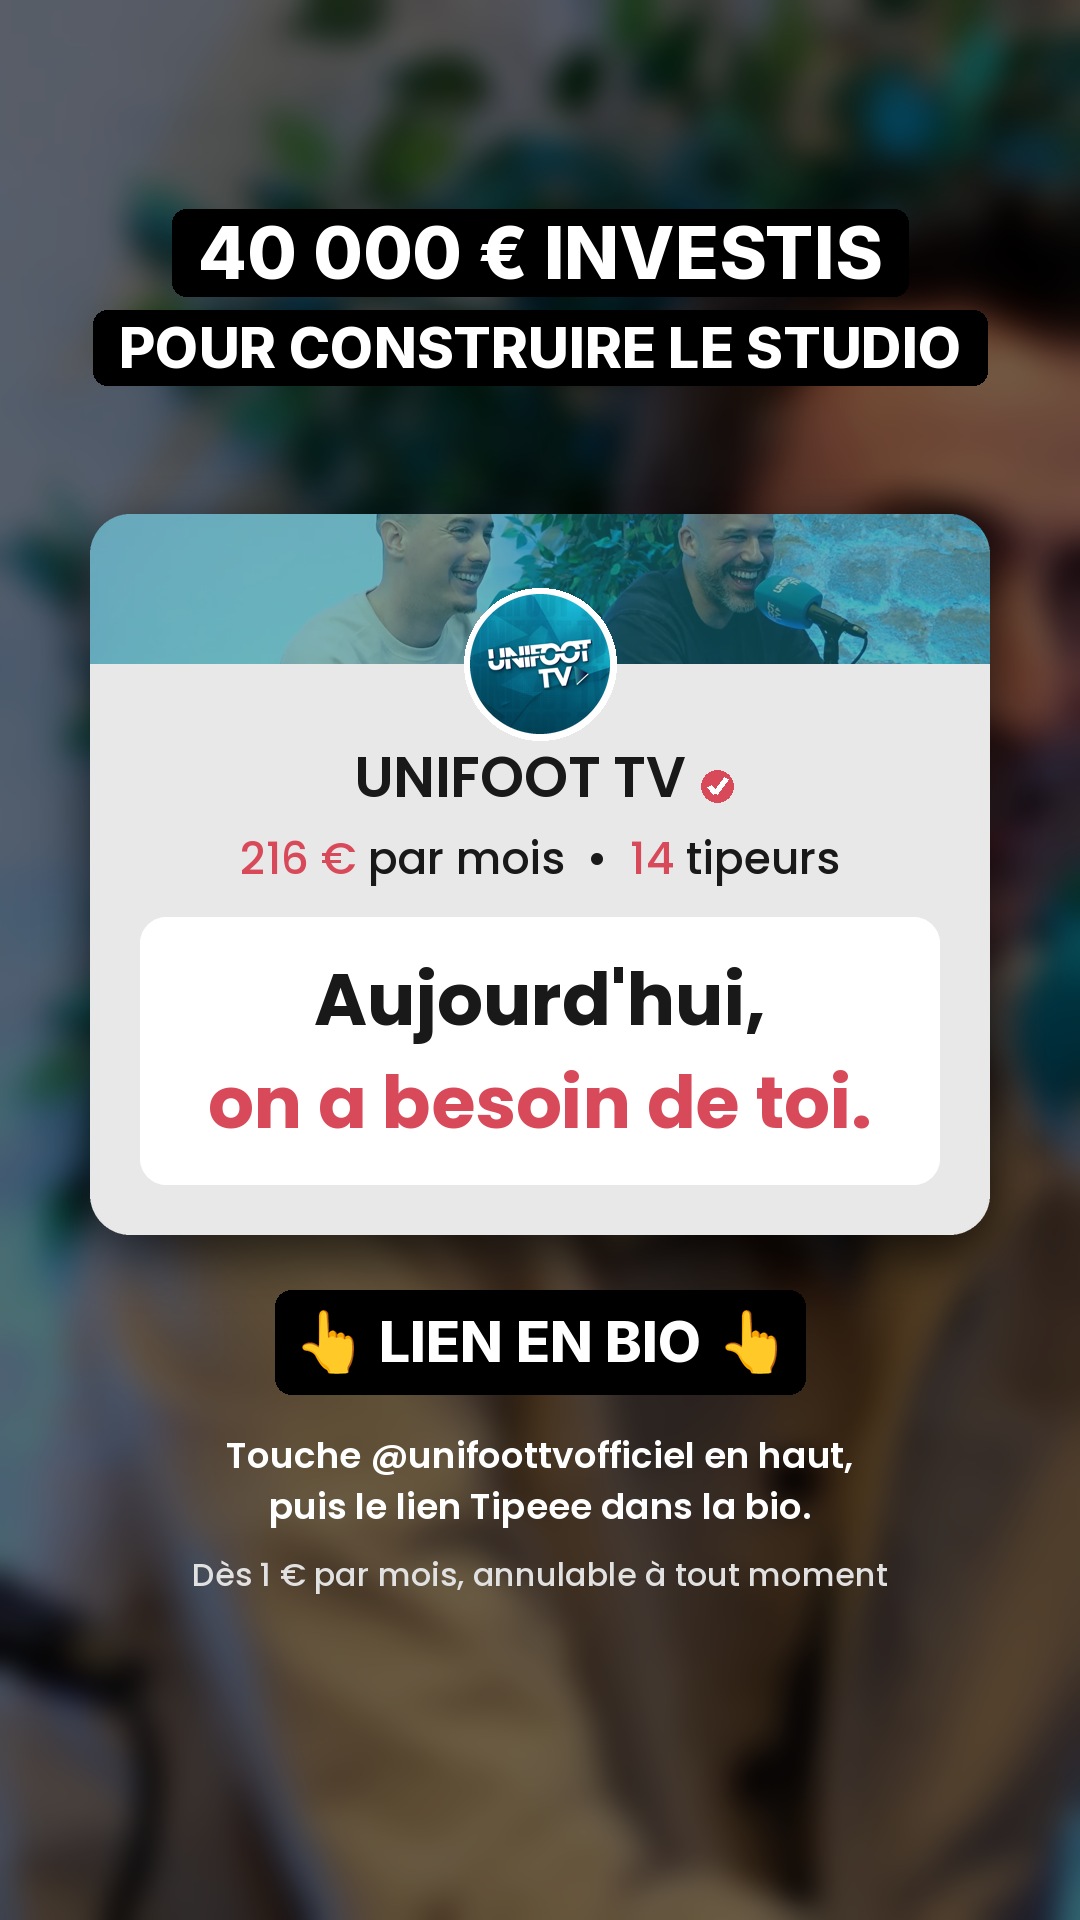 40 000 € INVESTIS
POUR CONSTRUIRE LE STUDIO
UNIFOOT
UNIFOOT
TV
UNIFOOT TV
216 € par mois • 14 tipeurs
Aujourd'hui,
on a besoin de toi.
👆 LIEN EN BIO 👆
Touche @unifoottvofficiel en haut,
puis le lien Tipeee dans la bio.
Dès 1 € par mois, annulable à tout moment